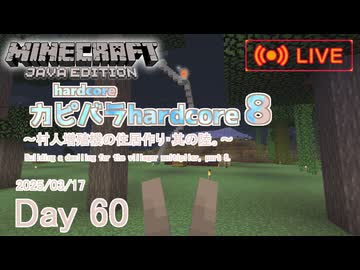 MINECRAFT
JAVA EDITION
LIVE
hardcore
カピバラhardcore 8
～村人増殖機の住居作り・其の陸。～
Building a dwelling for the villager multiplier, part 6.
2025/03/17
Day 60